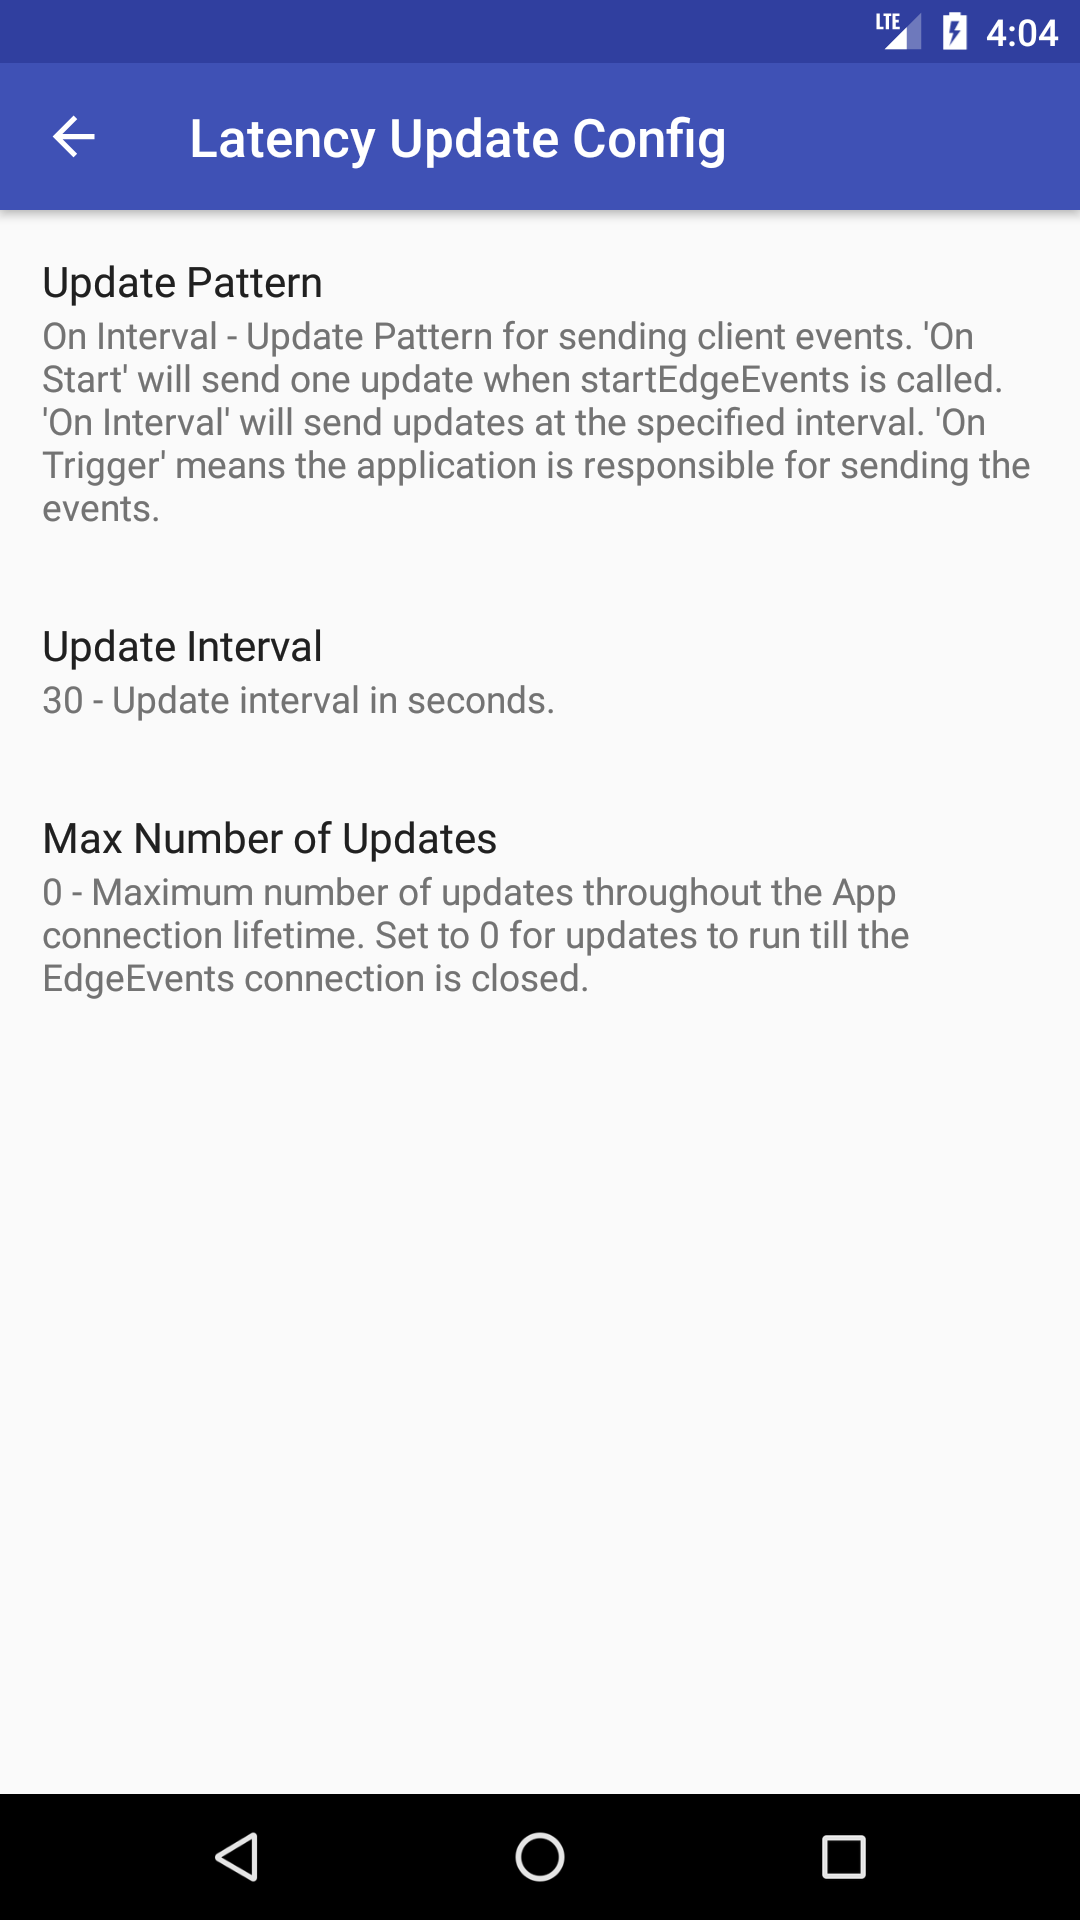 LTE 4:04
Latency Update Config
Update Pattern
On Interval - Update Pattern for sending client events. 'On
Start' will send one update when startEdgeEvents is called.
'On Interval' will send updates at the specified interval. 'On
Trigger' means the application is responsible for sending the
events.
Update Interval
30 - Update interval in seconds.
Max Number of Updates
0 - Maximum number of updates throughout the App
connection lifetime. Set to 0 for updates to run till the
EdgeEvents connection is closed.